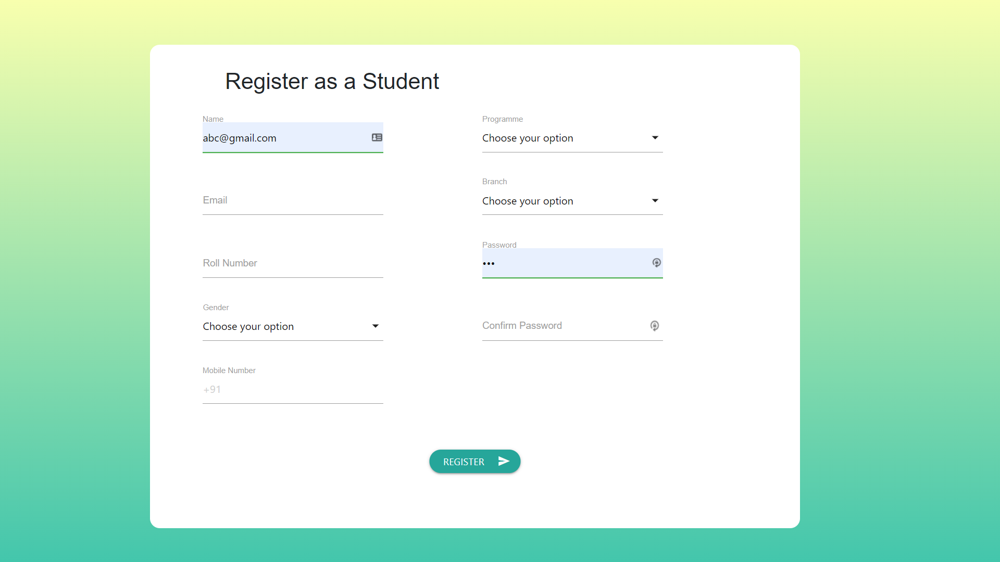 Register as a Student
Name
abc@gmail.com
Email
Roll Number
Gender
Choose your option
Mobile Number
+91
Programme
Choose your option
Branch
Choose your option
Password
•••
Confirm Password
REGISTER